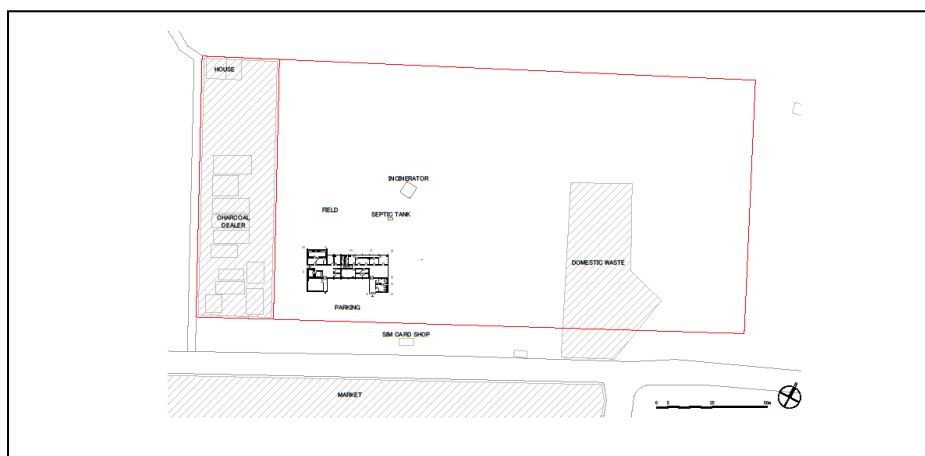 HOUSE
INCINERATOR
FIELD
SEPTIC TANK
CHARCOAL
DEALER
DOMESTIC WASTE
PARKING
SIM CARD SHOP
MARKET